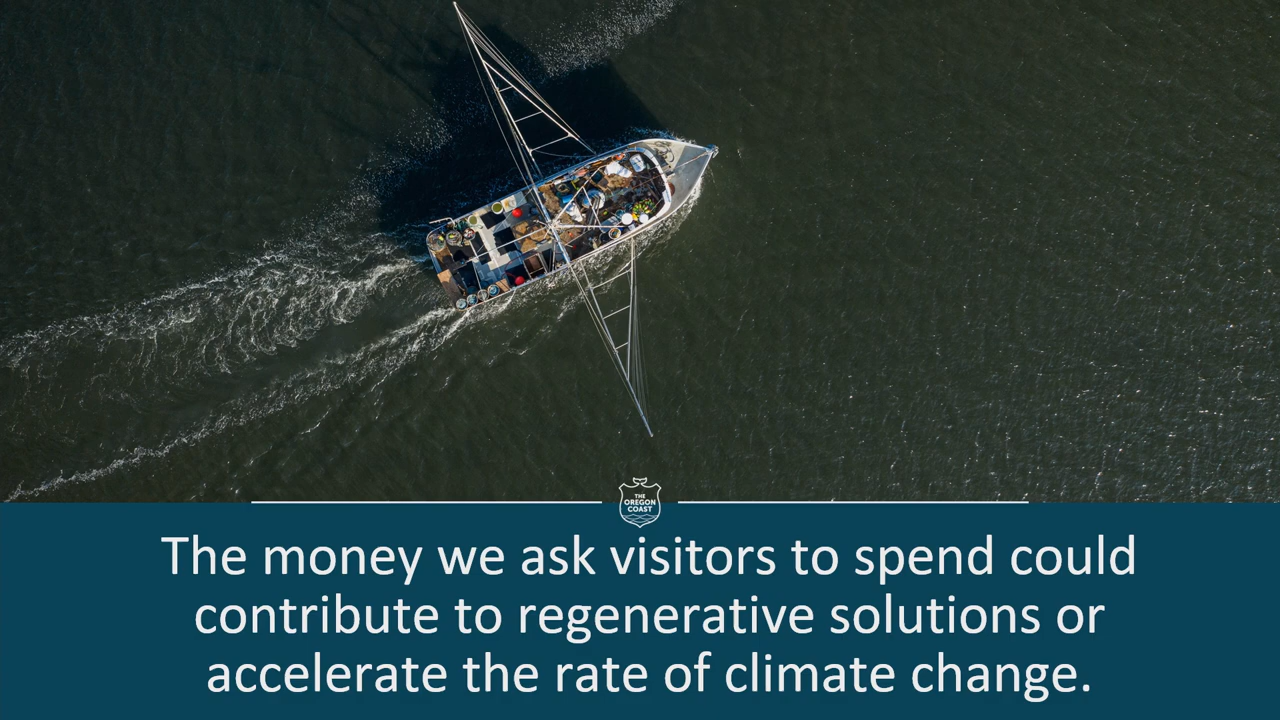 THE
OREGON
COAST
The money we ask visitors to spend could
contribute to regenerative solutions or
accelerate the rate of climate change.